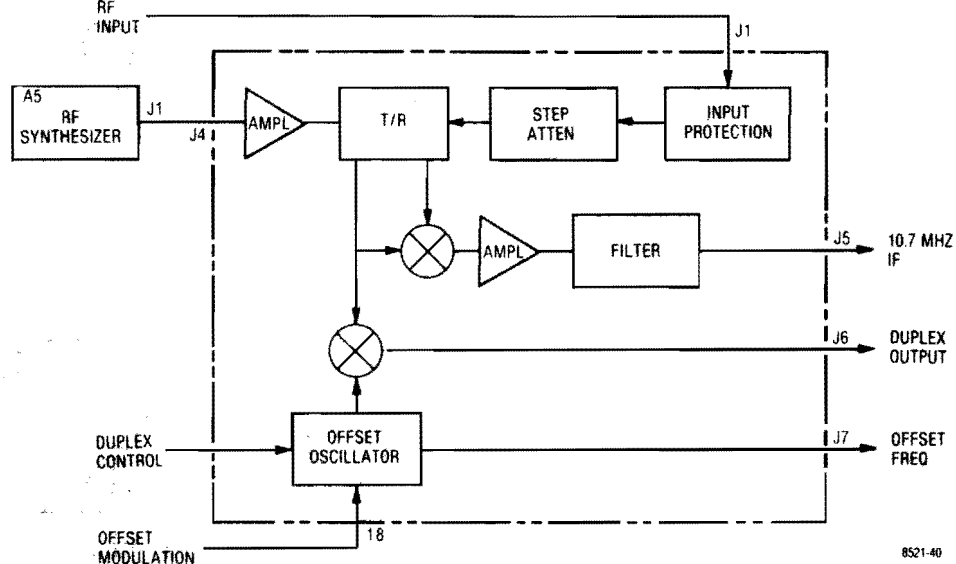 RF
INPUT
J1
A5
RF
SYNTHESIZER
J1
J4
AMPL
T/R
STEP
ATTEN
INPUT
PROTECTION
AMPL
FILTER
J5
10.7 MHZ
IF
J6
DUPLEX
OUTPUT
DUPLEX
CONTROL
OFFSET
OSCILLATOR
J7
OFFSET
FREQ
18
OFFSET
MODULATION
8521-40